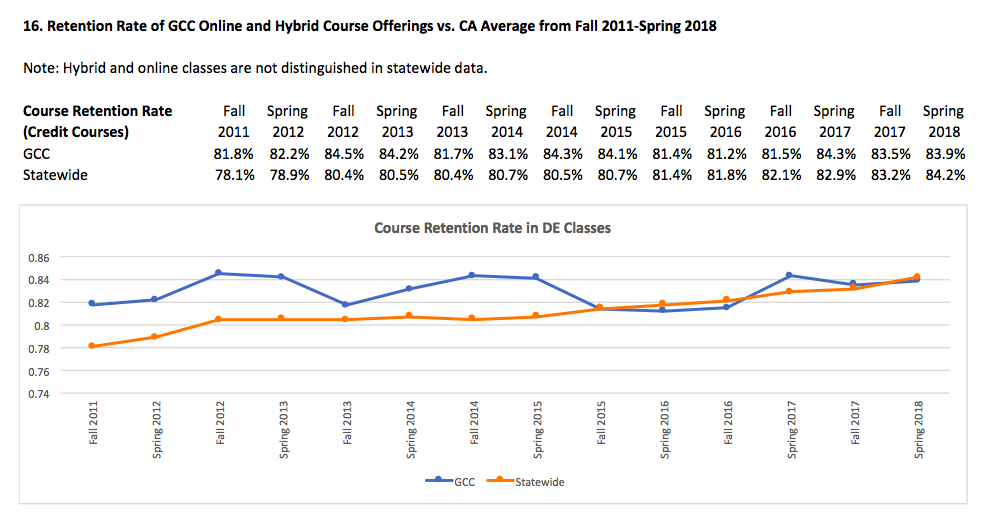 16. Retention Rate of GCC Online and Hybrid Course Offerings vs. CA Average from Fall 2011-Spring 2018
Note: Hybrid and online classes are not distinguished in statewide data.
Course Retention Rate Fall Spring Fall Spring Fall Spring Fall Spring Fall Spring Fall Spring Fall Spring
(Credit Courses) 2011 2012 2012 2013 2013 2014 2014 2015 2015 2016 2016 2017 2017 2018
GCC 81.8% 82.2% 84.5% 84.2% 81.7% 83.1% 84.3% 84.1% 81.4% 81.2% 81.5% 84.3% 83.5% 83.9%
Statewide 78.1% 78.9% 80.4% 80.5% 80.4% 80.7% 80.5% 80.7% 81.4% 81.8% 82.1% 82.9% 83.2% 84.2%
Course Retention Rate in DE Classes
0.86
0.84
0.82
0.8
0.78
0.76
0.74
Fall 2011
Spring 2012
Fall 2012
Spring 2013
Fall 2013
Spring 2014
Fall 2014
Spring 2015
Fall 2015
Spring 2016
Fall 2016
Spring 2017
Fall 2017
Spring 2018
GCC Statewide